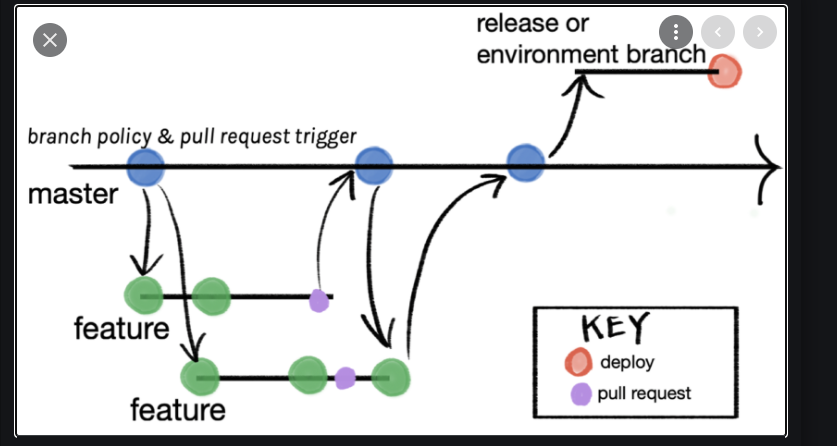 release or
environment branch
branch policy & pull request trigger
master
feature
feature
KEY
deploy
pull request